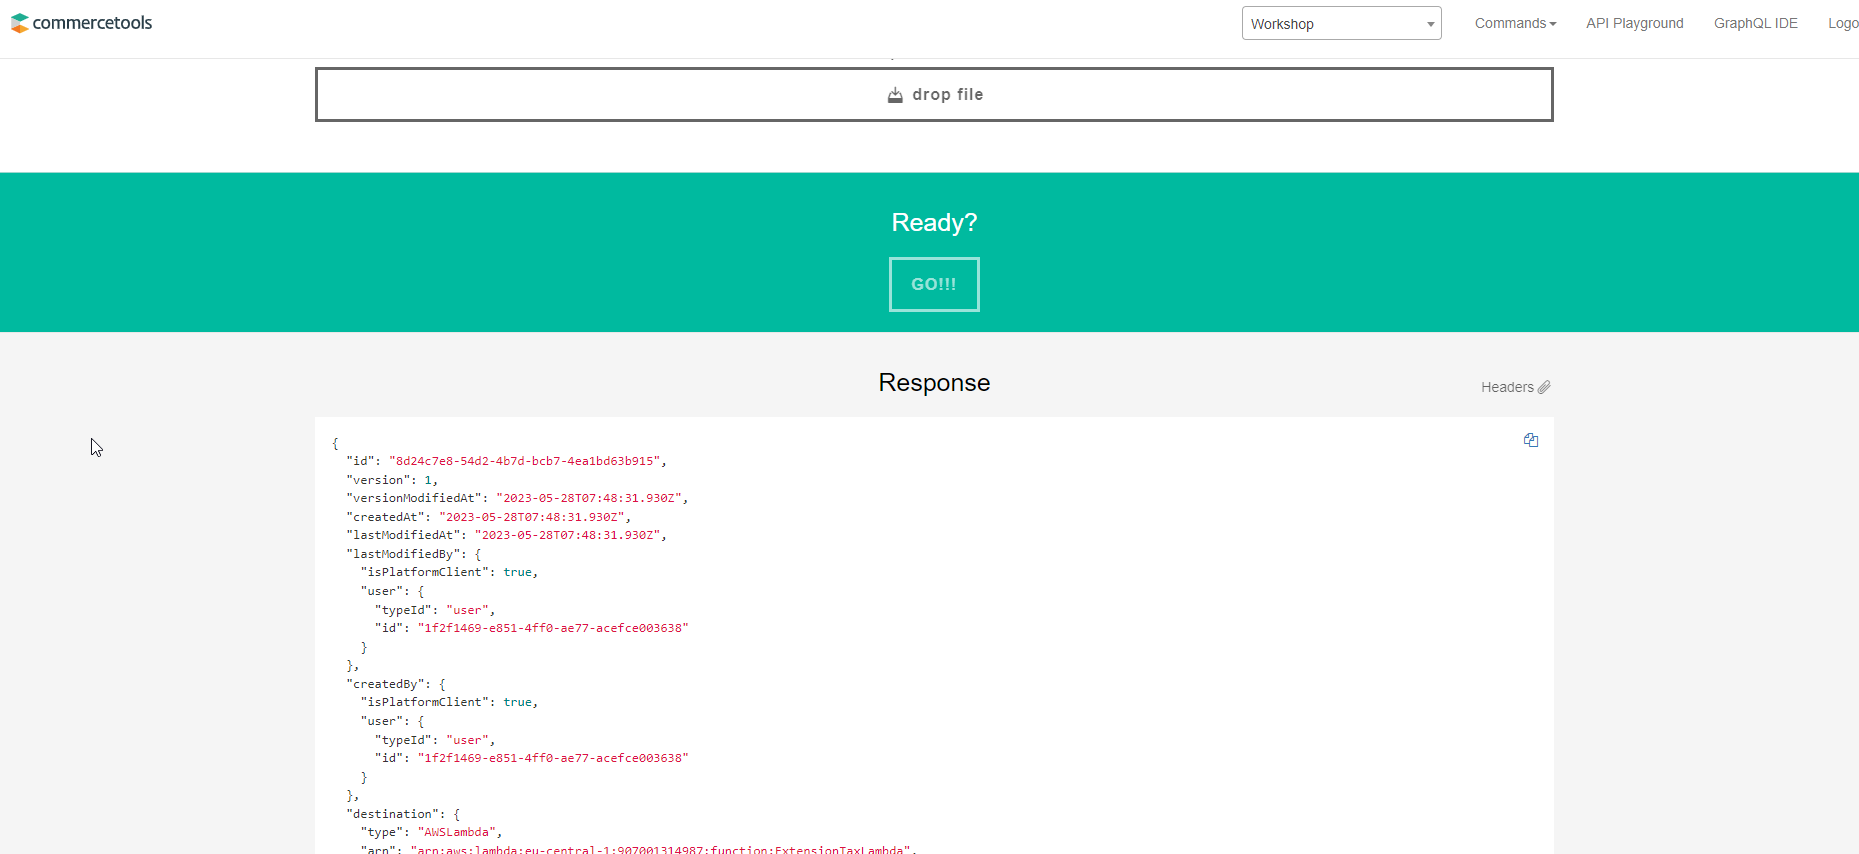 commercetools
Workshop
Commands
API Playground
GraphQL IDE
Logo
drop file
Ready?
GO!!!
Response
Headers
{
"id": "8d24c7e8-54d2-4b7d-bcb7-4ea1bd63b915",
"version": 1,
"versionModifiedAt": "2023-05-28T07:48:31.930Z",
"createdAt": "2023-05-28T07:48:31.930Z",
"lastModifiedAt": "2023-05-28T07:48:31.930Z",
"lastModifiedBy": {
"isPlatformClient": true,
"user": {
"typeId": "user",
"id": "1f2f1469-e851-4ff0-ae77-acefce003638"
}
},
"createdBy": {
"isPlatformClient": true,
"user": {
"typeId": "user",
"id": "1f2f1469-e851-4ff0-ae77-acefce003638"
}
},
"destination": {
"type": "AWSLambda",
"arn": "arn:aws:lambda:eu-central-1:907001314987:function:ExtensionTaxLambda",